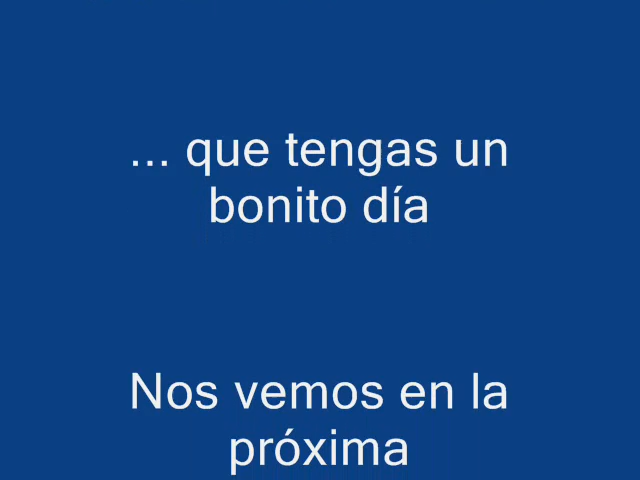 ... que tengas un
bonito día
Nos vemos en la
próxima